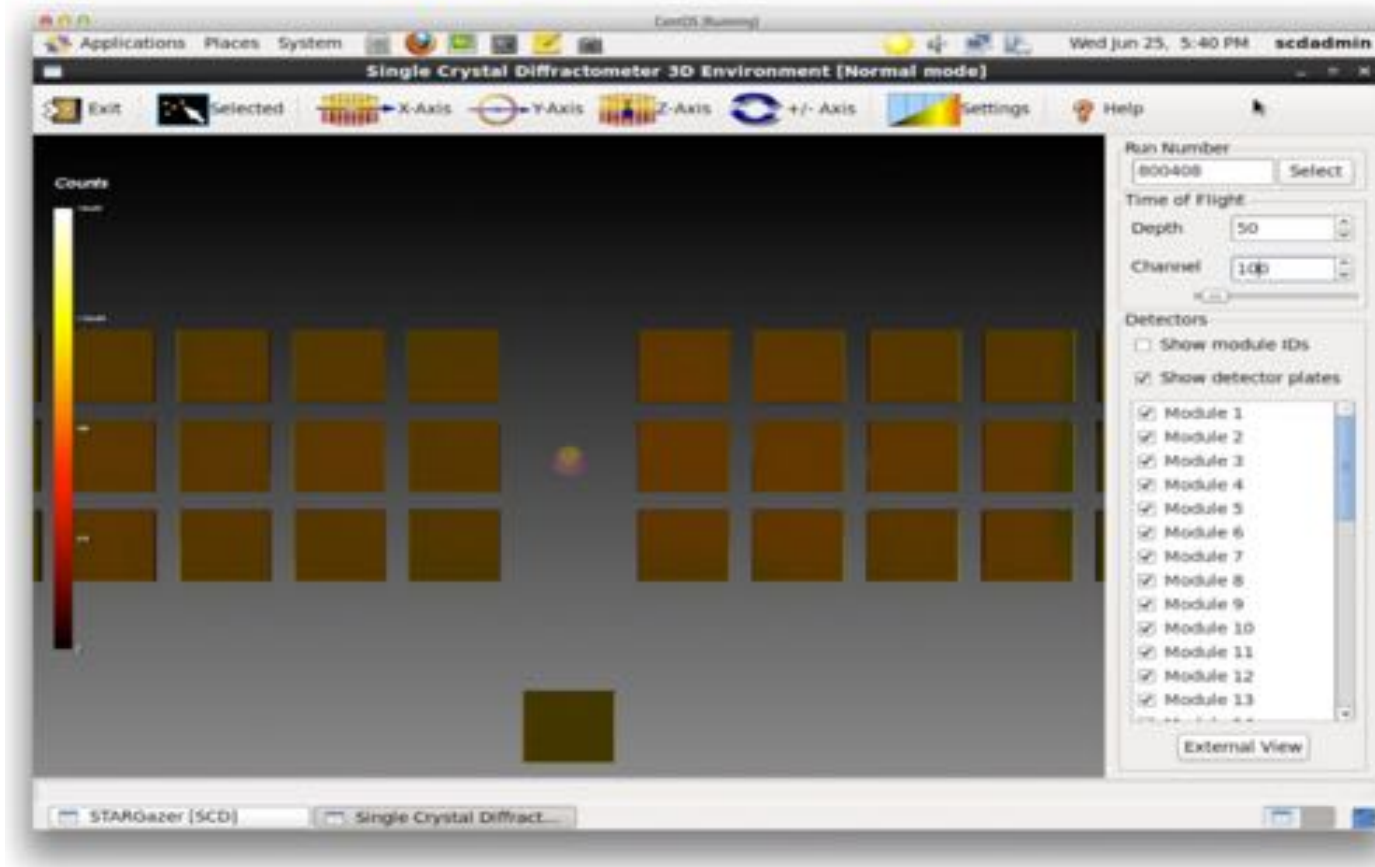 CentOS [Running]
Applications Places System
Wed Jun 25, 5:40 PM scdadmin
Single Crystal Diffractometer 3D Environment [Normal mode]
Exit
Selected
X-Axis
Y-Axis
Z-Axis
+/- Axis
Settings
Help
Counts
Run Number
800408
Select
Time of Flight
Depth
50
Channel
100
Detectors
Show module IDs
Show detector plates
Module 1
Module 2
Module 3
Module 4
Module 5
Module 6
Module 7
Module 8
Module 9
Module 10
Module 11
Module 12
Module 13
External View
STARGazer [SCD]
Single Crystal Diffract...